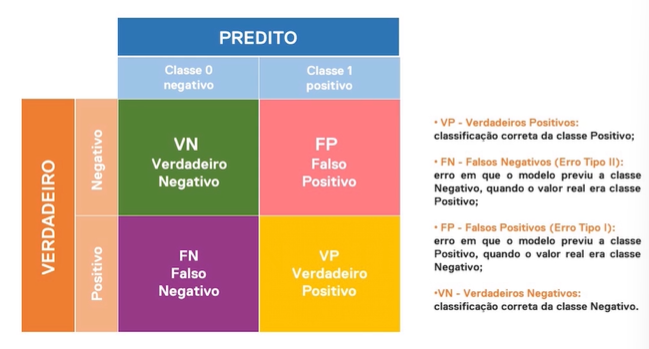 PREDITO
Classe 0
negativo
Classe 1
positivo
VERDADEIRO
Negativo
VN
Verdadeiro
Negativo
FP
Falso
Positivo
Positivo
FN
Falso
Negativo
VP
Verdadeiro
Positivo
• VP - Verdadeiros Positivos:
classificação correta da classe Positivo;
• FN - Falsos Negativos (Erro Tipo II):
erro em que o modelo previu a classe
Negativo, quando o valor real era classe
Positivo;
• FP - Falsos Positivos (Erro Tipo I):
erro em que o modelo previu a classe
Positivo, quando o valor real era classe
Negativo;
•VN - Verdadeiros Negativos:
classificação correta da classe Negativo.